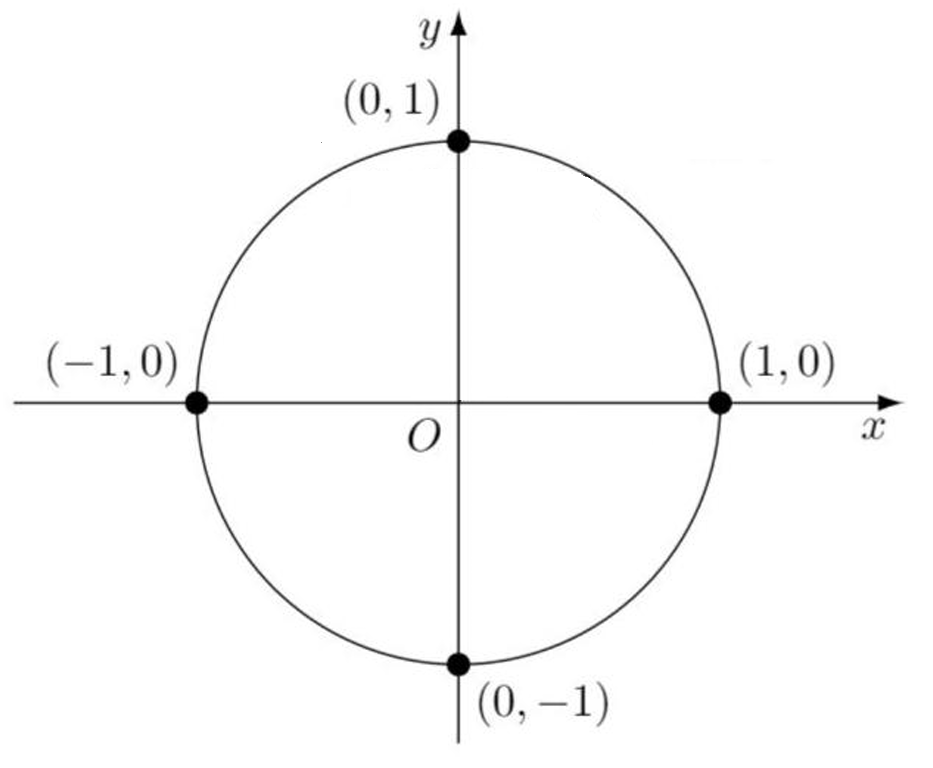 y
(0, 1)
(−1, 0)
(1, 0)
O
x
(0, −1)